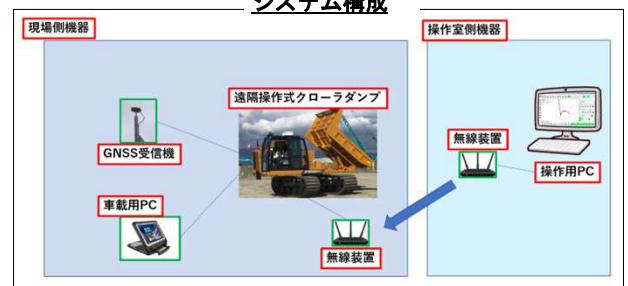 システム構成
現場側機器
操作室側機器
遠隔操作式クローラダンプ
GNSS受信機
無線装置
操作用PC
車載用PC
無線装置